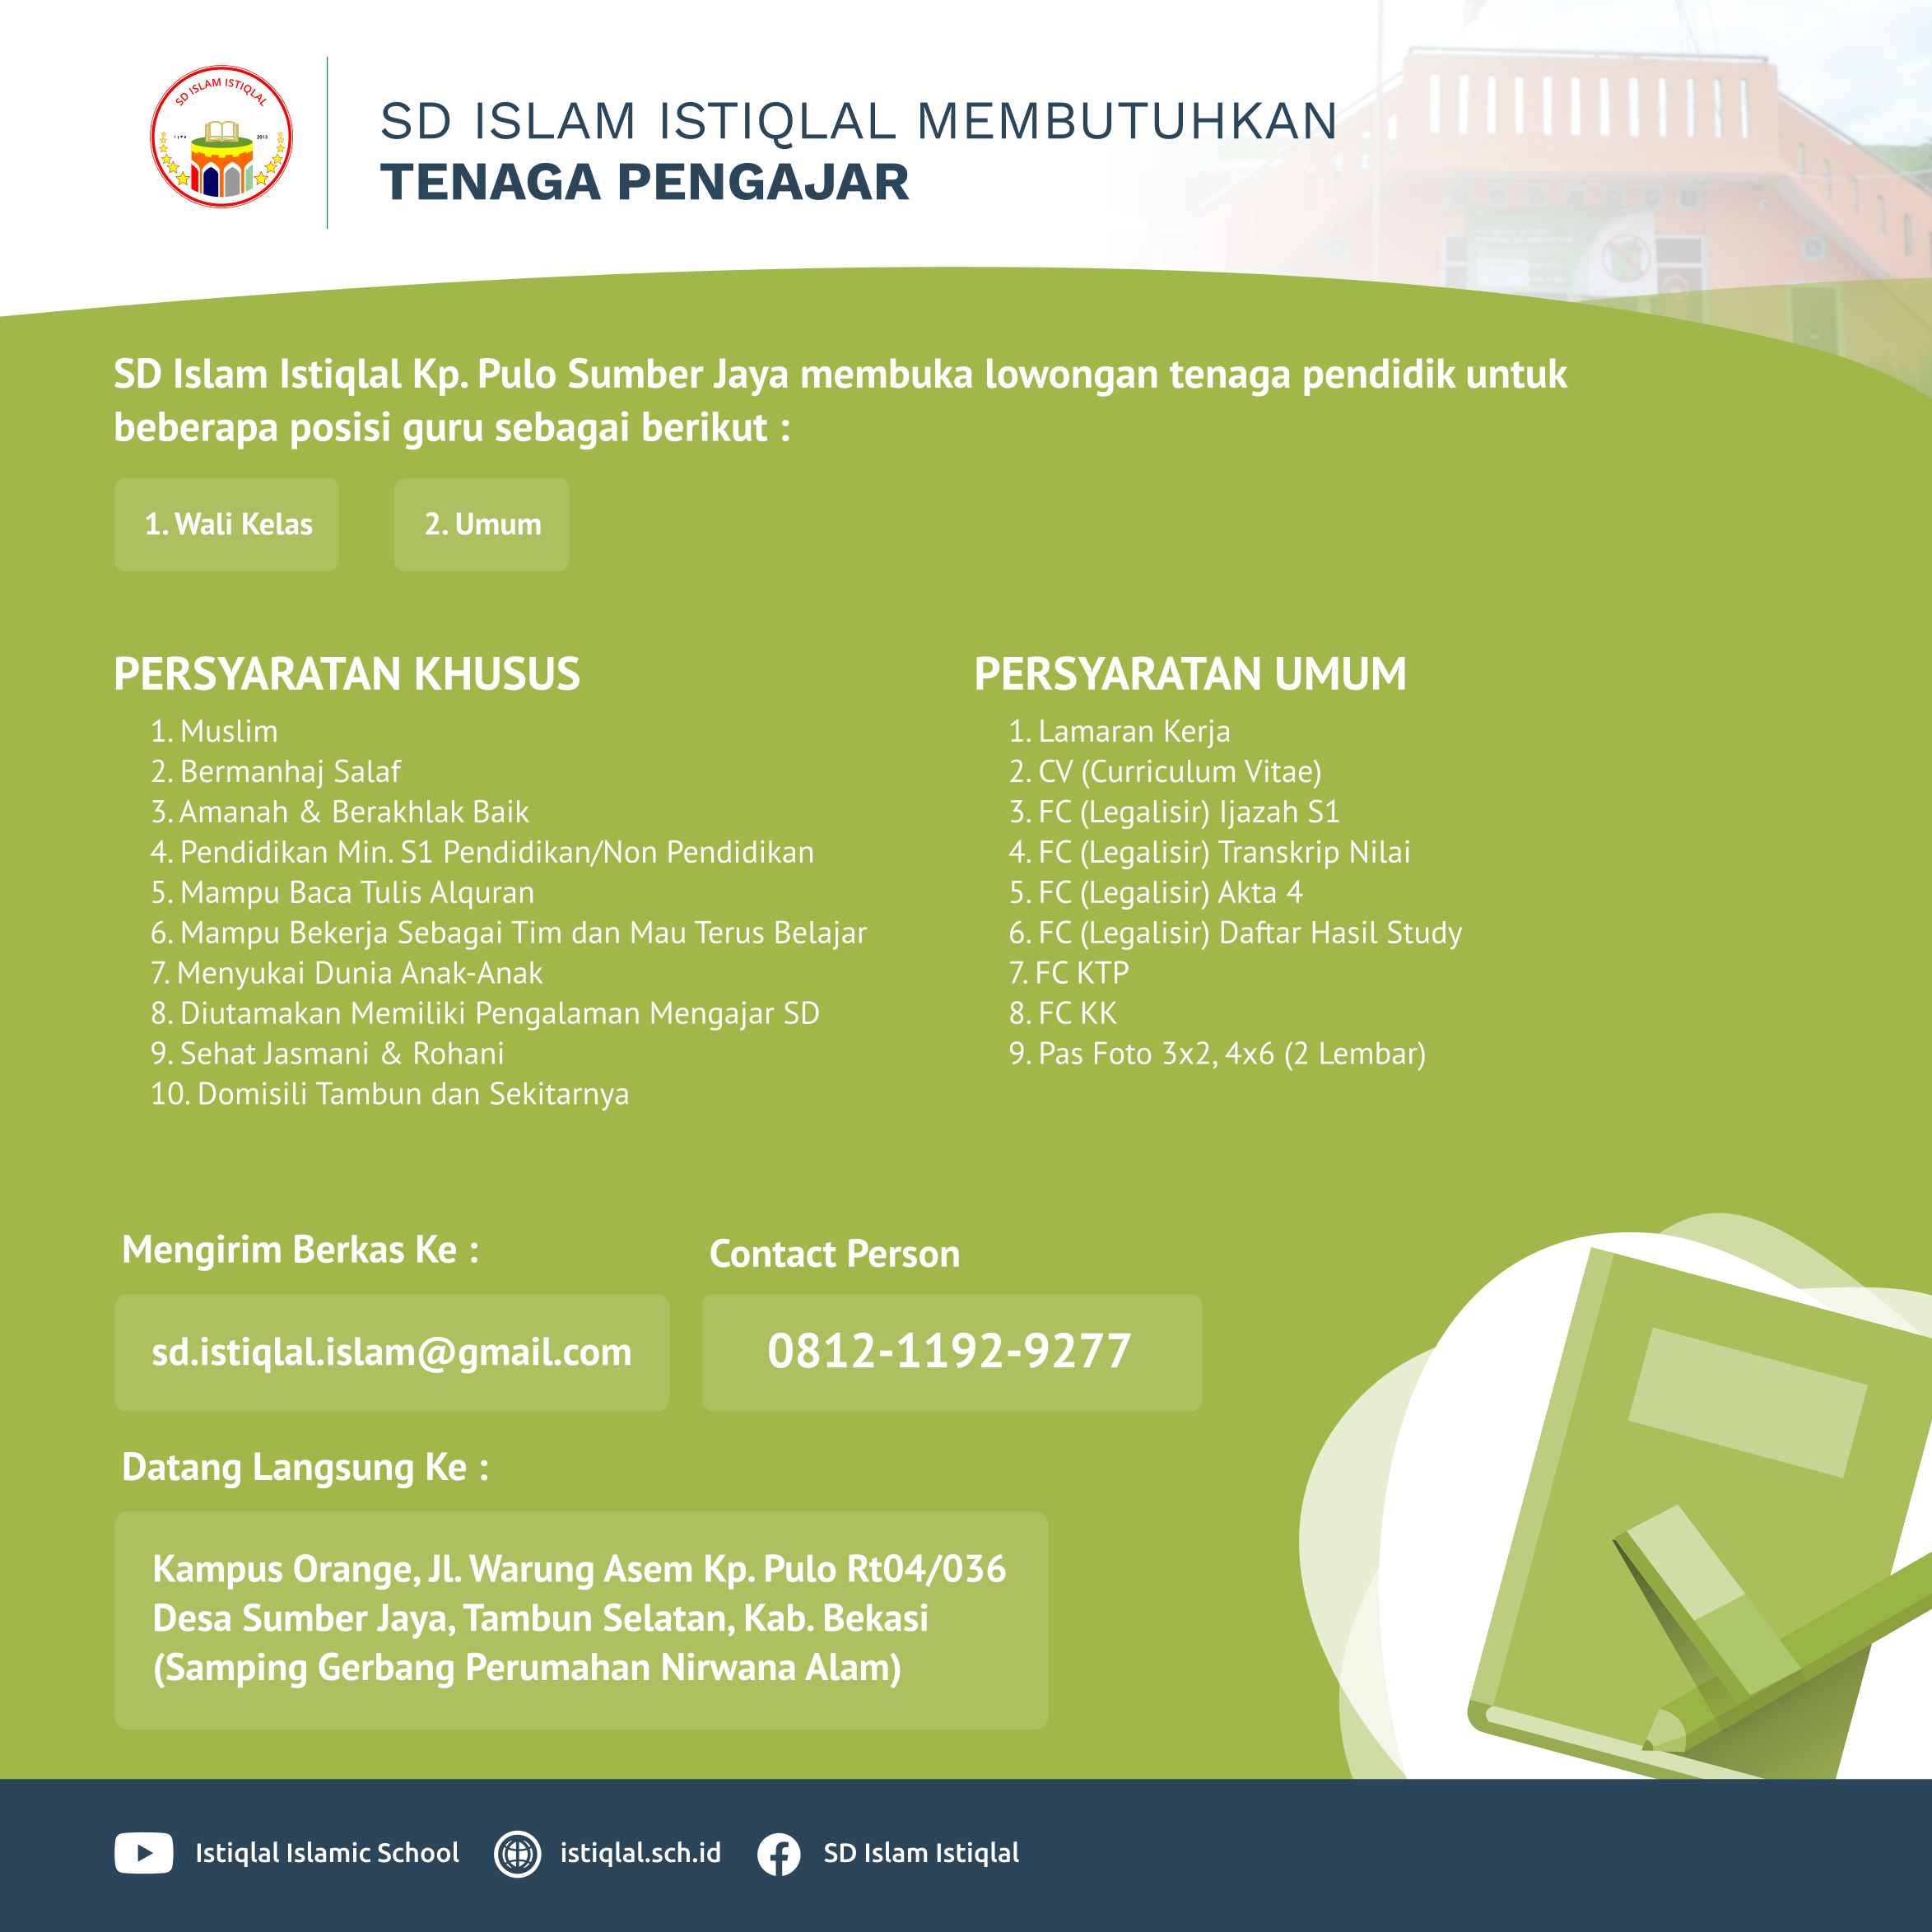 SD ISLAM ISTIQLAL
2013
SD ISLAM ISTIQLAL MEMBUTUHKAN
TENAGA PENGAJAR
SD Islam Istiqlal Kp. Pulo Sumber Jaya membuka lowongan tenaga pendidik untuk
beberapa posisi guru sebagai berikut :
1. Wali Kelas
2. Umum
PERSYARATAN KHUSUS
1. Muslim
2. Bermanhaj Salaf
3. Amanah & Berakhlak Baik
4. Pendidikan Min. S1 Pendidikan/Non Pendidikan
5. Mampu Baca Tulis Alquran
6. Mampu Bekerja Sebagai Tim dan Mau Terus Belajar
7. Menyukai Dunia Anak-Anak
8. Diutamakan Memiliki Pengalaman Mengajar SD
9. Sehat Jasmani & Rohani
10. Domisili Tambun dan Sekitarnya
PERSYARATAN UMUM
1. Lamaran Kerja
2. CV (Curriculum Vitae)
3. FC (Legalisir) Ijazah S1
4. FC (Legalisir) Transkrip Nilai
5. FC (Legalisir) Akta 4
6. FC (Legalisir) Daftar Hasil Study
7. FC KTP
8. FC KK
9. Pas Foto 3x2, 4x6 (2 Lembar)
Mengirim Berkas Ke :
sd.istiqlal.islam@gmail.com
Contact Person
0812-1192-9277
Datang Langsung Ke :
Kampus Orange, Jl. Warung Asem Kp. Pulo Rt04/036
Desa Sumber Jaya, Tambun Selatan, Kab. Bekasi
(Samping Gerbang Perumahan Nirwana Alam)
Istiqlal Islamic School
istiqlal.sch.id
SD Islam Istiqlal